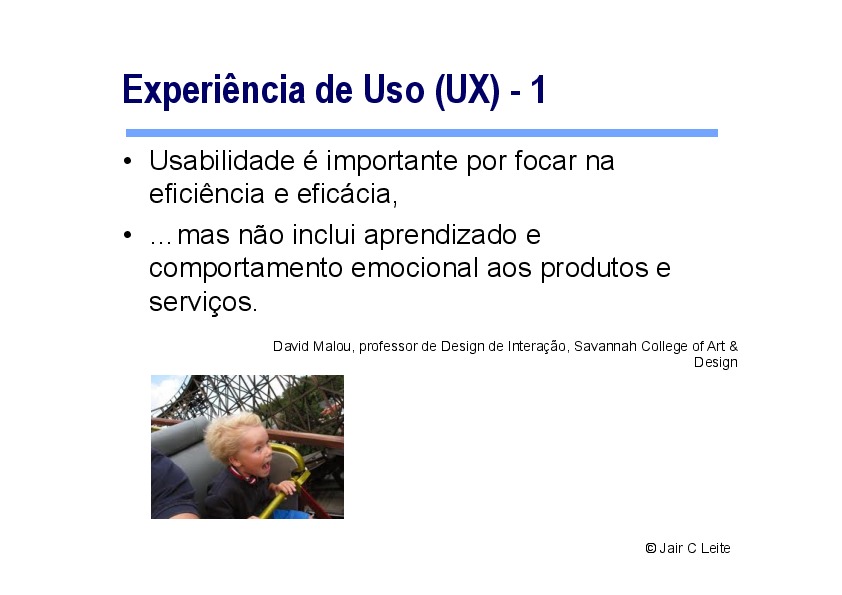 Experiência de Uso (UX) - 1
• Usabilidade é importante por focar na
eficiência e eficácia,
• …mas não inclui aprendizado e
comportamento emocional aos produtos e
serviços.
David Malou, professor de Design de Interação, Savannah College of Art &
Design
© Jair C Leite